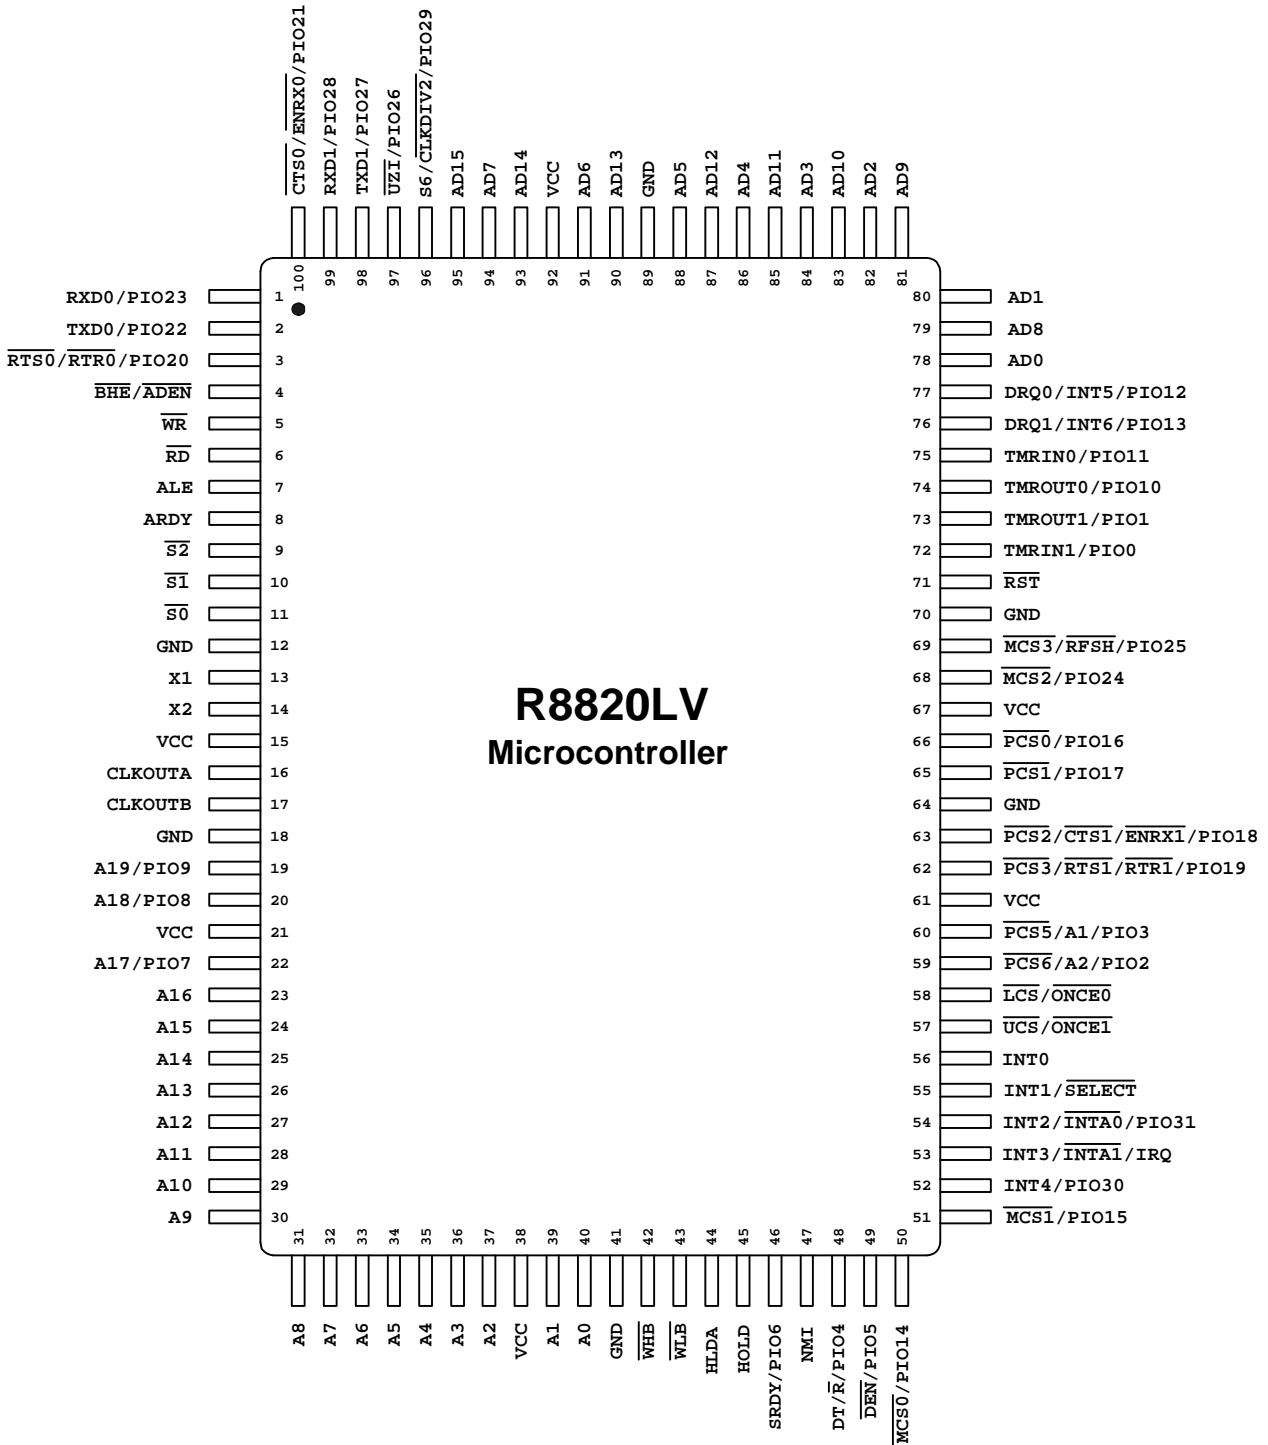 CTS0/ENRX0/PIO21
RXD1/PIO28
TXD1/PIO27
UZI/PIO26
S6/CLKDIV2/PIO29
AD15
AD7
AD14
VCC
AD6
AD13
GND
AD5
AD12
AD4
AD11
AD3
AD10
AD2
AD9
100
99
98
97
96
95
94
93
92
91
90
89
88
87
86
85
84
83
82
81
RXD0/PIO23 1
TXD0/PIO22 2
RTS0/RTR0/PIO20 3
BHE/ADEN 4
WR 5
RD 6
ALE 7
ARDY 8
S2 9
S1 10
S0 11
GND 12
X1 13
X2 14
VCC 15
CLKOUTA 16
CLKOUTB 17
GND 18
A19/PIO9 19
A18/PIO8 20
VCC 21
A17/PIO7 22
A16 23
A15 24
A14 25
A13 26
A12 27
A11 28
A10 29
A9 30
R8820LV
Microcontroller
80 AD1
79 AD8
78 AD0
77 DRQ0/INT5/PIO12
76 DRQ1/INT6/PIO13
75 TMRIN0/PIO11
74 TMROUT0/PIO10
73 TMROUT1/PIO1
72 TMRIN1/PIO0
71 RST
70 GND
69 MCS3/RFSH/PIO25
68 MCS2/PIO24
67 VCC
66 PCS0/PIO16
65 PCS1/PIO17
64 GND
63 PCS2/CTS1/ENRX1/PIO18
62 PCS3/RTS1/RTR1/PIO19
61 VCC
60 PCS5/A1/PIO3
59 PCS6/A2/PIO2
58 LCS/ONCE0
57 UCS/ONCE1
56 INT0
55 INT1/SELECT
54 INT2/INTA0/PIO31
53 INT3/INTA1/IRQ
52 INT4/PIO30
51 MCS1/PIO15
31
32
33
34
35
36
37
38
39
40
41
42
43
44
45
46
47
48
49
50
A8
A7
A6
A5
A4
A3
A2
VCC
A1
A0
GND
WHB
WLB
HLDA
HOLD
SRDY/PIO6
NMI
DT/R/PIO4
DEN/PIO5
MCS0/PIO14